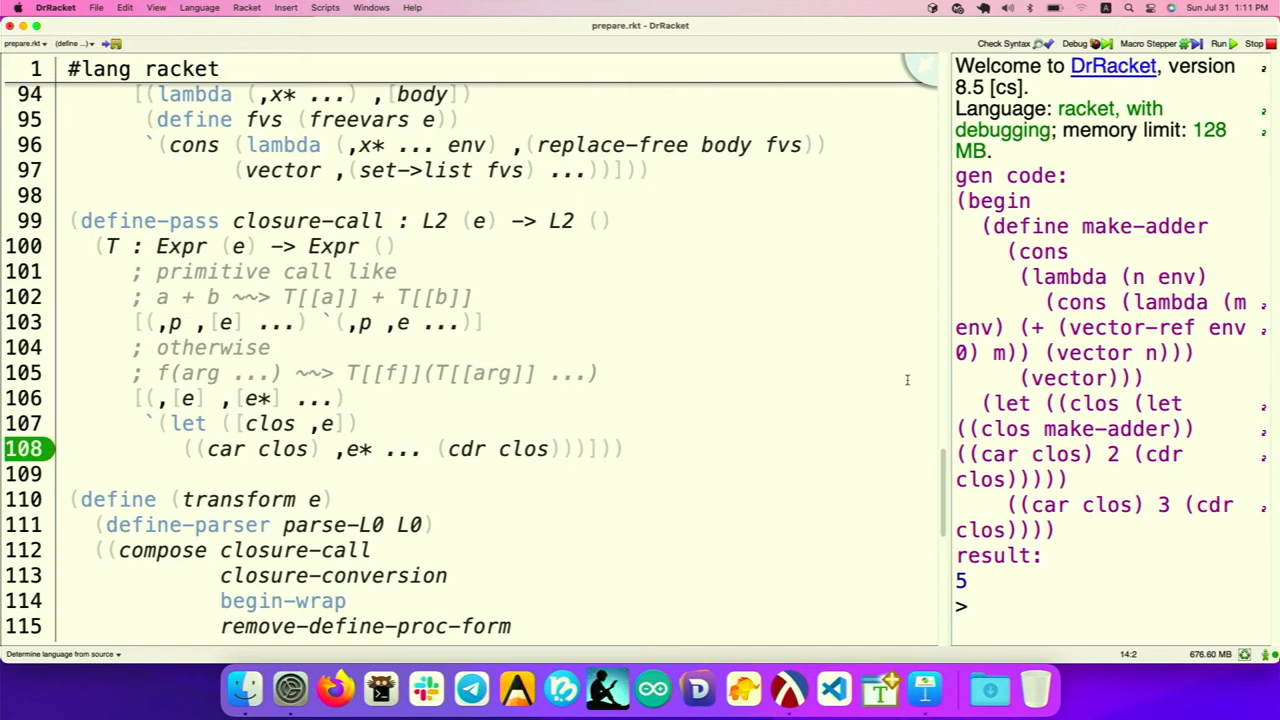 DrRacket File Edit View Language Racket Insert Scripts Windows Help
Sun Jul 31 1:11 PM
prepare.rkt - DrRacket
prepare.rkt (define ...)
Check Syntax Debug Macro Stepper Run Stop
1 #lang racket
94 [(lambda (,x* ...) ,[body])
95 (define fvs (freevars e))
96 `(cons (lambda (,x* ... env) ,(replace-free body fvs))
97 (vector ,(set->list fvs) ...))]))
98
99 (define-pass closure-call : L2 (e) -> L2 ()
100 (T : Expr (e) -> Expr ()
101 ; primitive call like
102 ; a + b ~~> T[[a]] + T[[b]]
103 [(,p ,[e] ...) `(,p ,e ...)]
104 ; otherwise
105 ; f(arg ...) ~~> T[[f]](T[[arg]] ...)
106 [(,[e] ,[e*] ...)
107 `(let ([clos ,e])
108 ((car clos) ,e* ... (cdr clos)))]))
109
110 (define (transform e)
111 (define-parser parse-L0 L0)
112 ((compose closure-call
113 closure-conversion
114 begin-wrap
115 remove-define-proc-form
Welcome to DrRacket, version
8.5 [cs].
Language: racket, with
debugging; memory limit: 128
MB.
gen code:
(begin
(define make-adder
(cons
(lambda (n env)
(cons (lambda (m
env) (+ (vector-ref env
0) m)) (vector n)))
(vector)))
(let ((clos (let
((clos make-adder))
((car clos) 2 (cdr
clos)))))
((car clos) 3 (cdr
clos))))
result:
5
>
Determine language from source
14:2
676.60 MB